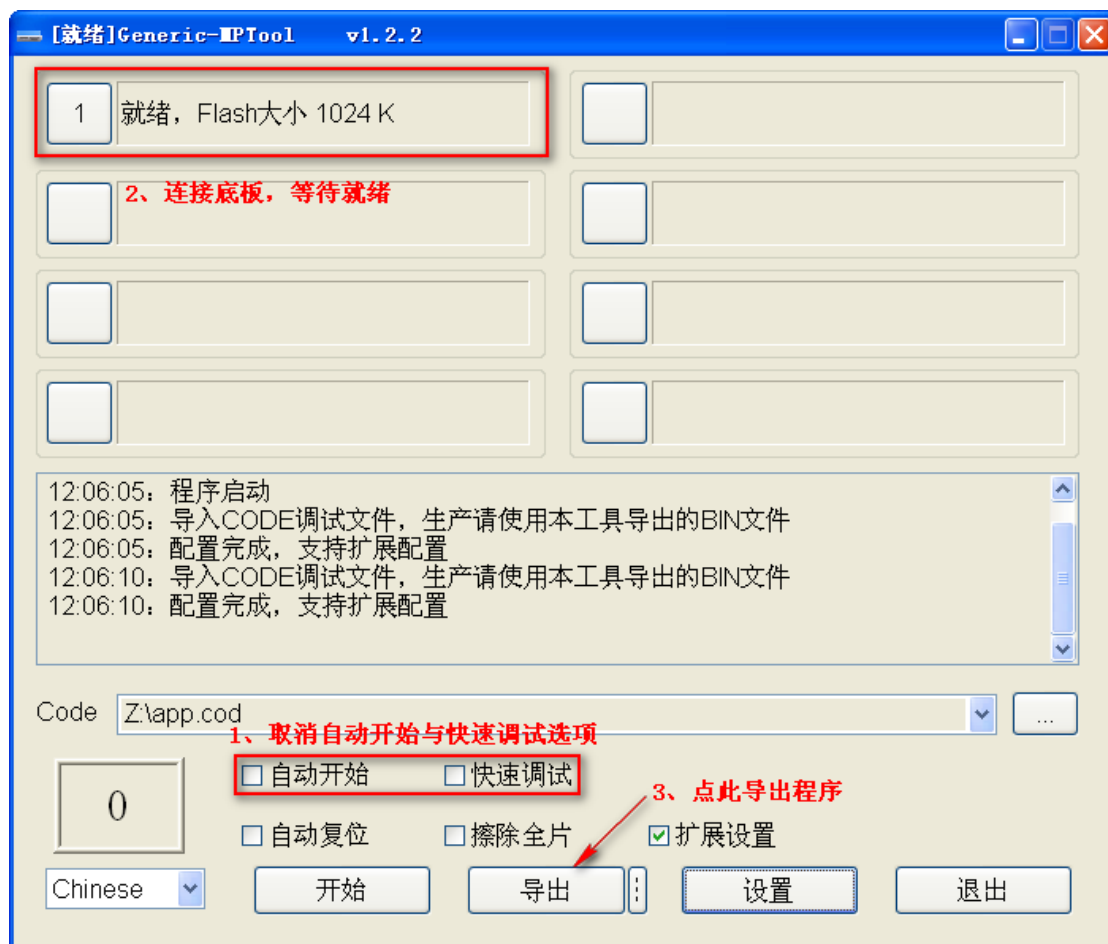 [就绪]Generic-MPTool v1.2.2
1 就绪，Flash大小 1024 K
2、连接底板，等待就绪
12:06:05：程序启动
12:06:05：导入CODE调试文件，生产请使用本工具导出的BIN文件
12:06:05：配置完成，支持扩展配置
12:06:10：导入CODE调试文件，生产请使用本工具导出的BIN文件
12:06:10：配置完成，支持扩展配置
Code Z:\app.cod ...
1、取消自动开始与快速调试选项
自动开始 快速调试
3、点此导出程序
0
自动复位 擦除全片 扩展设置
Chinese 开始 导出 设置 退出